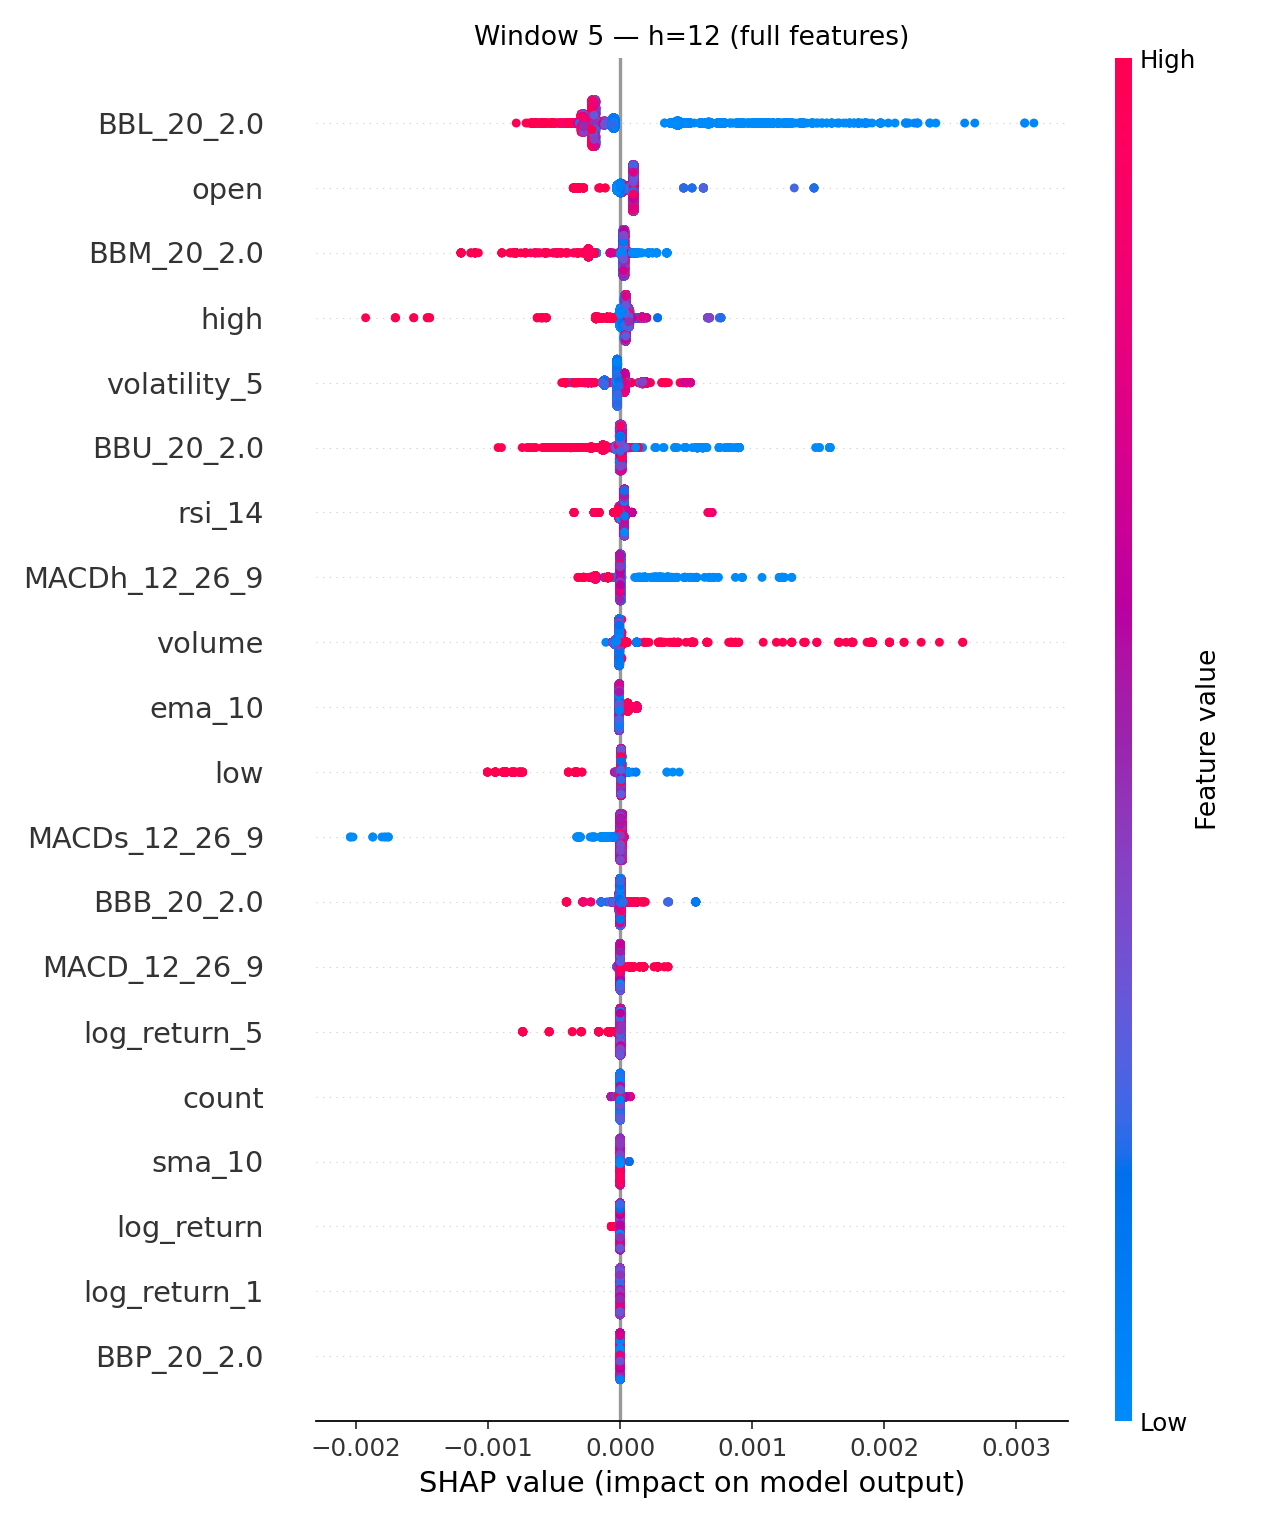 Window 5 — h=12 (full features)
High
BBL_20_2.0
open
BBM_20_2.0
high
volatility_5
BBU_20_2.0
rsi_14
MACDh_12_26_9
volume
ema_10
low
MACDs_12_26_9
BBB_20_2.0
MACD_12_26_9
log_return_5
count
sma_10
log_return
log_return_1
BBP_20_2.0
Feature value
Low
−0.002 −0.001 0.000 0.001 0.002 0.003
SHAP value (impact on model output)